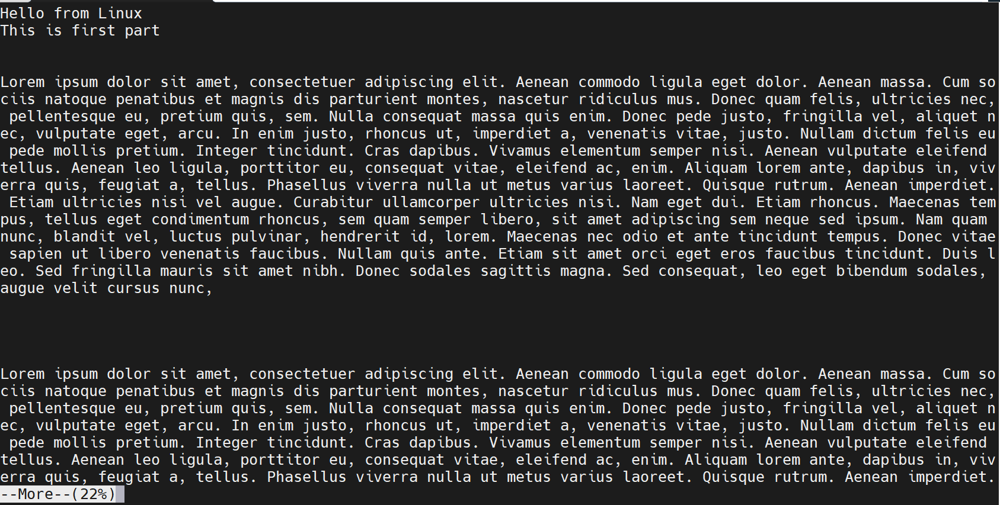 Hello from Linux
This is first part
Lorem ipsum dolor sit amet, consectetuer adipiscing elit. Aenean commodo ligula eget dolor. Aenean massa. Cum so
ciis natoque penatibus et magnis dis parturient montes, nascetur ridiculus mus. Donec quam felis, ultricies nec,
 pellentesque eu, pretium quis, sem. Nulla consequat massa quis enim. Donec pede justo, fringilla vel, aliquet n
ec, vulputate eget, arcu. In enim justo, rhoncus ut, imperdiet a, venenatis vitae, justo. Nullam dictum felis eu
 pede mollis pretium. Integer tincidunt. Cras dapibus. Vivamus elementum semper nisi. Aenean vulputate eleifend
tellus. Aenean leo ligula, porttitor eu, consequat vitae, eleifend ac, enim. Aliquam lorem ante, dapibus in, viv
erra quis, feugiat a, tellus. Phasellus viverra nulla ut metus varius laoreet. Quisque rutrum. Aenean imperdiet.
 Etiam ultricies nisi vel augue. Curabitur ullamcorper ultricies nisi. Nam eget dui. Etiam rhoncus. Maecenas tem
pus, tellus eget condimentum rhoncus, sem quam semper libero, sit amet adipiscing sem neque sed ipsum. Nam quam
nunc, blandit vel, luctus pulvinar, hendrerit id, lorem. Maecenas nec odio et ante tincidunt tempus. Donec vitae
 sapien ut libero venenatis faucibus. Nullam quis ante. Etiam sit amet orci eget eros faucibus tincidunt. Duis l
eo. Sed fringilla mauris sit amet nibh. Donec sodales sagittis magna. Sed consequat, leo eget bibendum sodales,
augue velit cursus nunc,
Lorem ipsum dolor sit amet, consectetuer adipiscing elit. Aenean commodo ligula eget dolor. Aenean massa. Cum so
ciis natoque penatibus et magnis dis parturient montes, nascetur ridiculus mus. Donec quam felis, ultricies nec,
 pellentesque eu, pretium quis, sem. Nulla consequat massa quis enim. Donec pede justo, fringilla vel, aliquet n
ec, vulputate eget, arcu. In enim justo, rhoncus ut, imperdiet a, venenatis vitae, justo. Nullam dictum felis eu
 pede mollis pretium. Integer tincidunt. Cras dapibus. Vivamus elementum semper nisi. Aenean vulputate eleifend
tellus. Aenean leo ligula, porttitor eu, consequat vitae, eleifend ac, enim. Aliquam lorem ante, dapibus in, viv
erra quis, feugiat a, tellus. Phasellus viverra nulla ut metus varius laoreet. Quisque rutrum. Aenean imperdiet.
--More--(22%)